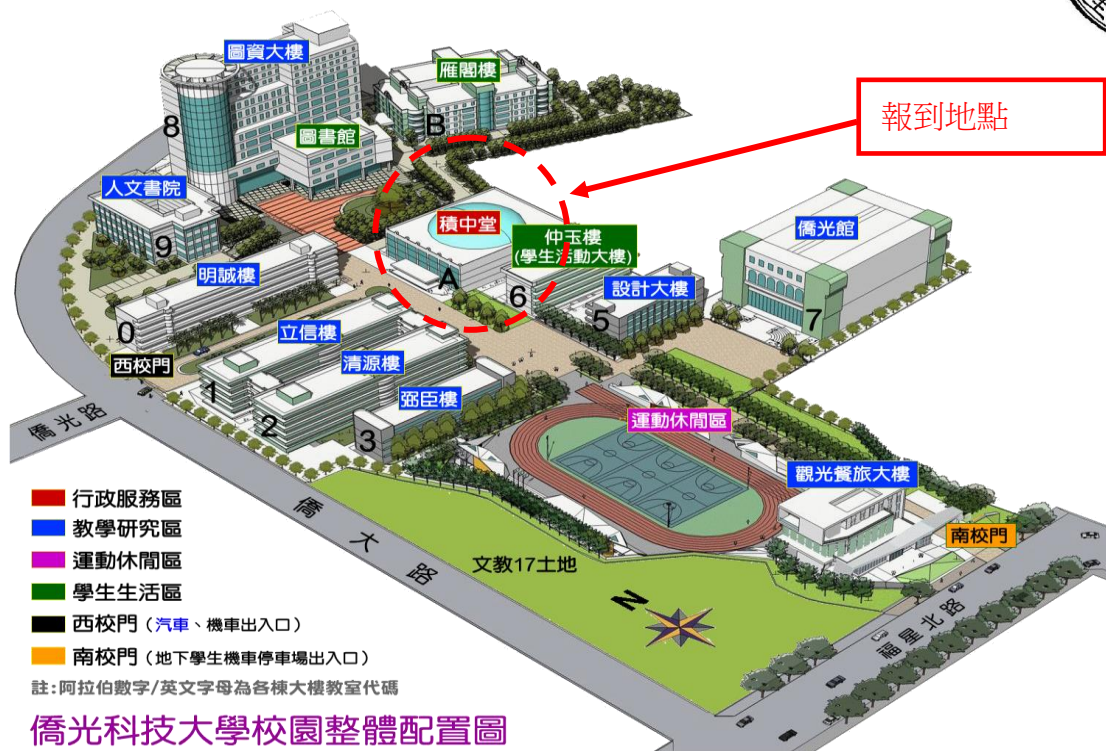 圖資大樓
雁閣樓
報到地點
8
B
圖書館
人文書院
積中堂
仲玉樓
(學生活動大樓)
僑光館
9
明誠樓
A
6
設計大樓
5
7
0
立信樓
西校門
清源樓
1
弼臣樓
2
3
運動休閒區
僑光路
觀光餐旅大樓
南校門
僑大路
文教17土地
N
福星北路
行政服務區
教學研究區
運動休閒區
學生生活區
西校門（汽車、機車出入口）
南校門（地下學生機車停車場出入口）
註:阿拉伯數字/英文字母為各棟大樓教室代碼
僑光科技大學校園整體配置圖